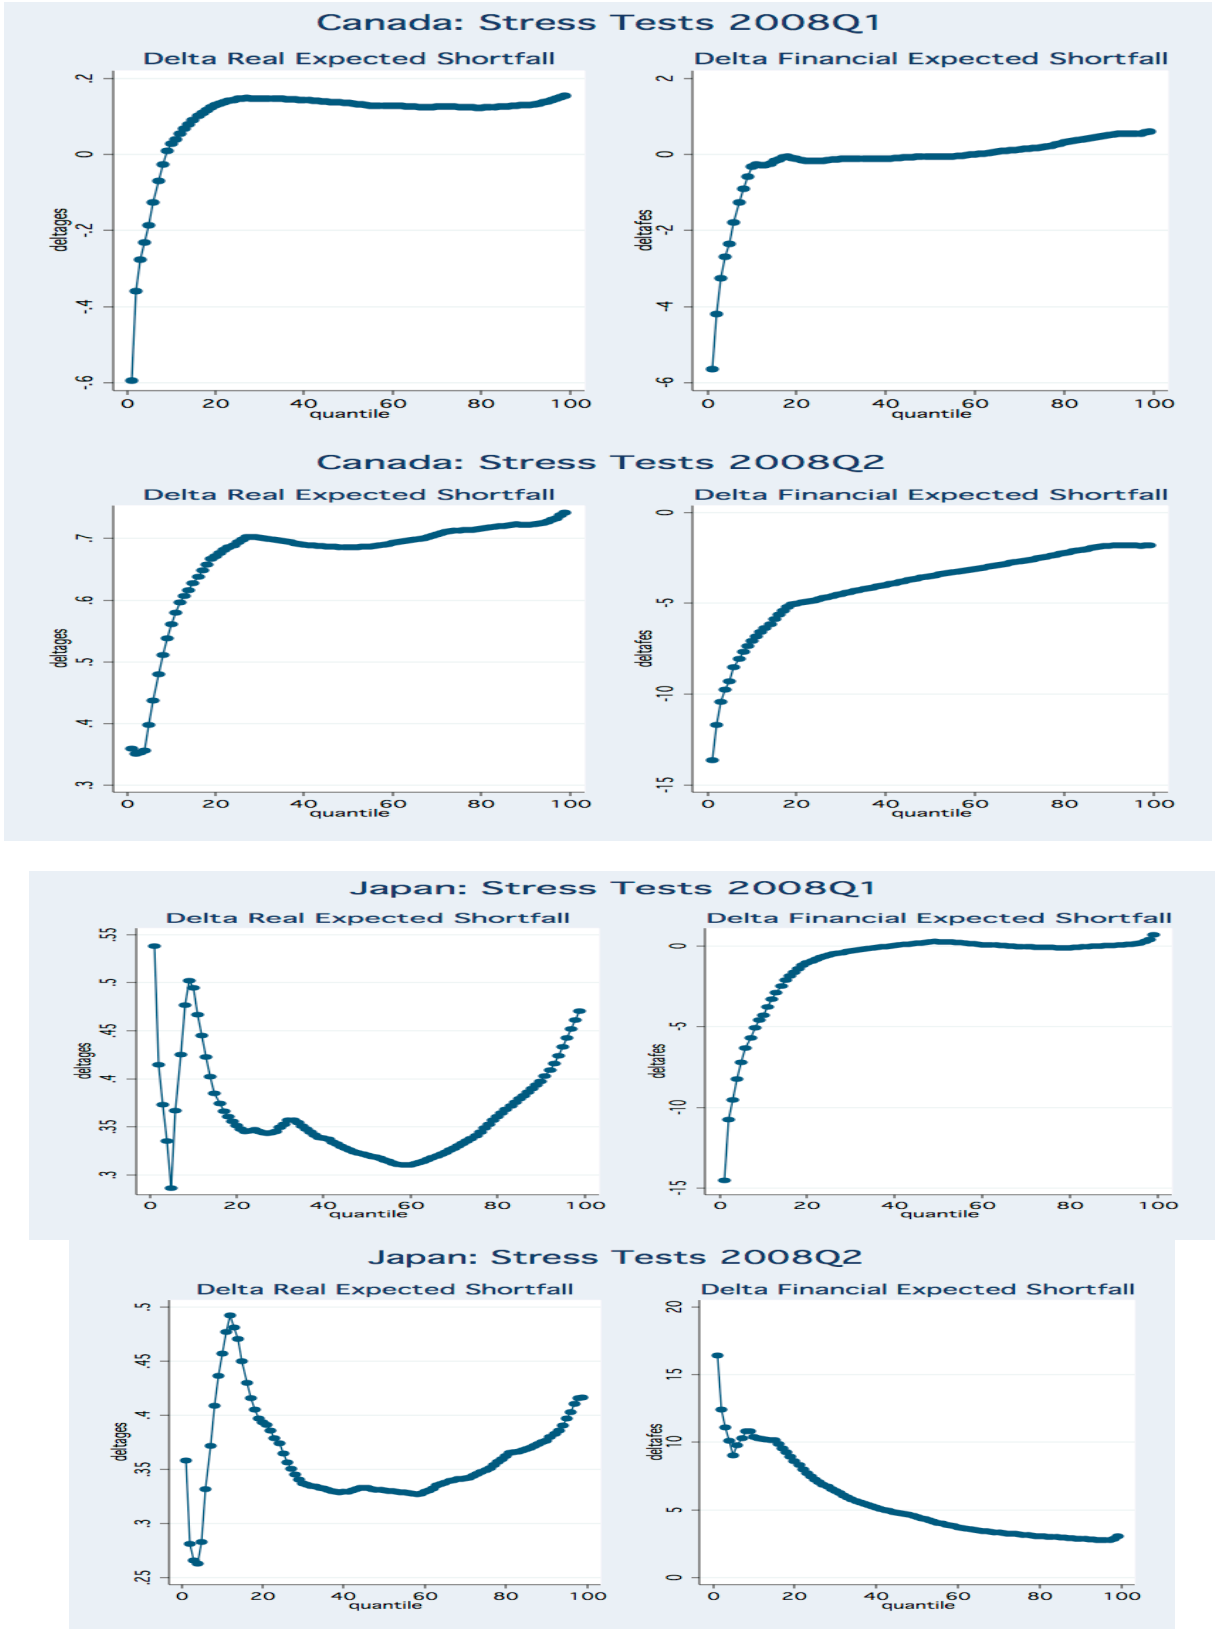 Canada: Stress Tests 2008Q1
Delta Real Expected Shortfall
deltages
.2
0
-.2
-.4
-.6
0 20 40 60 80 100
quantile
Delta Financial Expected Shortfall
deltafes
2
0
-2
-4
-6
0 20 40 60 80 100
quantile
Canada: Stress Tests 2008Q2
Delta Real Expected Shortfall
deltages
.7
.6
.5
.4
.3
0 20 40 60 80 100
quantile
Delta Financial Expected Shortfall
deltafes
0
-5
-10
-15
0 20 40 60 80 100
quantile
Japan: Stress Tests 2008Q1
Delta Real Expected Shortfall
deltages
.55
.5
.45
.4
.35
.3
0 20 40 60 80 100
quantile
Delta Financial Expected Shortfall
deltafes
0
-5
-10
-15
0 20 40 60 80 100
quantile
Japan: Stress Tests 2008Q2
Delta Real Expected Shortfall
deltages
.5
.45
.4
.35
.3
.25
0 20 40 60 80 100
quantile
Delta Financial Expected Shortfall
deltafes
20
15
10
5
0
0 20 40 60 80 100
quantile